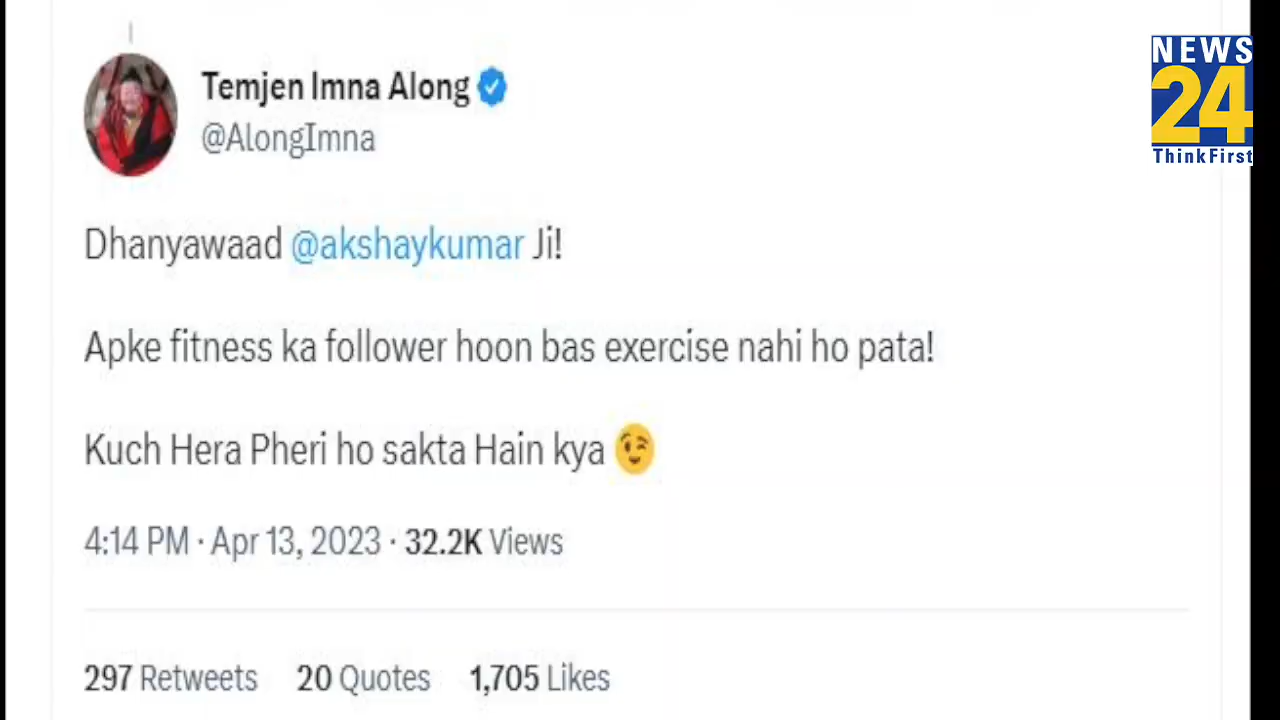 Temjen Imna Along
@AlongImna
NEWS
24
ThinkFirst
Dhanyawaad @akshaykumar Ji!
Apke fitness ka follower hoon bas exercise nahi ho pata!
Kuch Hera Pheri ho sakta Hain kya 😉
4:14 PM · Apr 13, 2023 · 32.2K Views
297 Retweets 20 Quotes 1,705 Likes